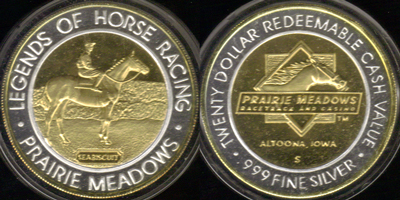 LEGENDS OF HORSE RACING
SEABISCUIT
• PRAIRIE MEADOWS •
TWENTY DOLLAR REDEEMABLE CASH VALUE
PRAIRIE MEADOWS
RACETRACK AND CASINO
TM
ALTOONA, IOWA
S
• .999 FINE SILVER •